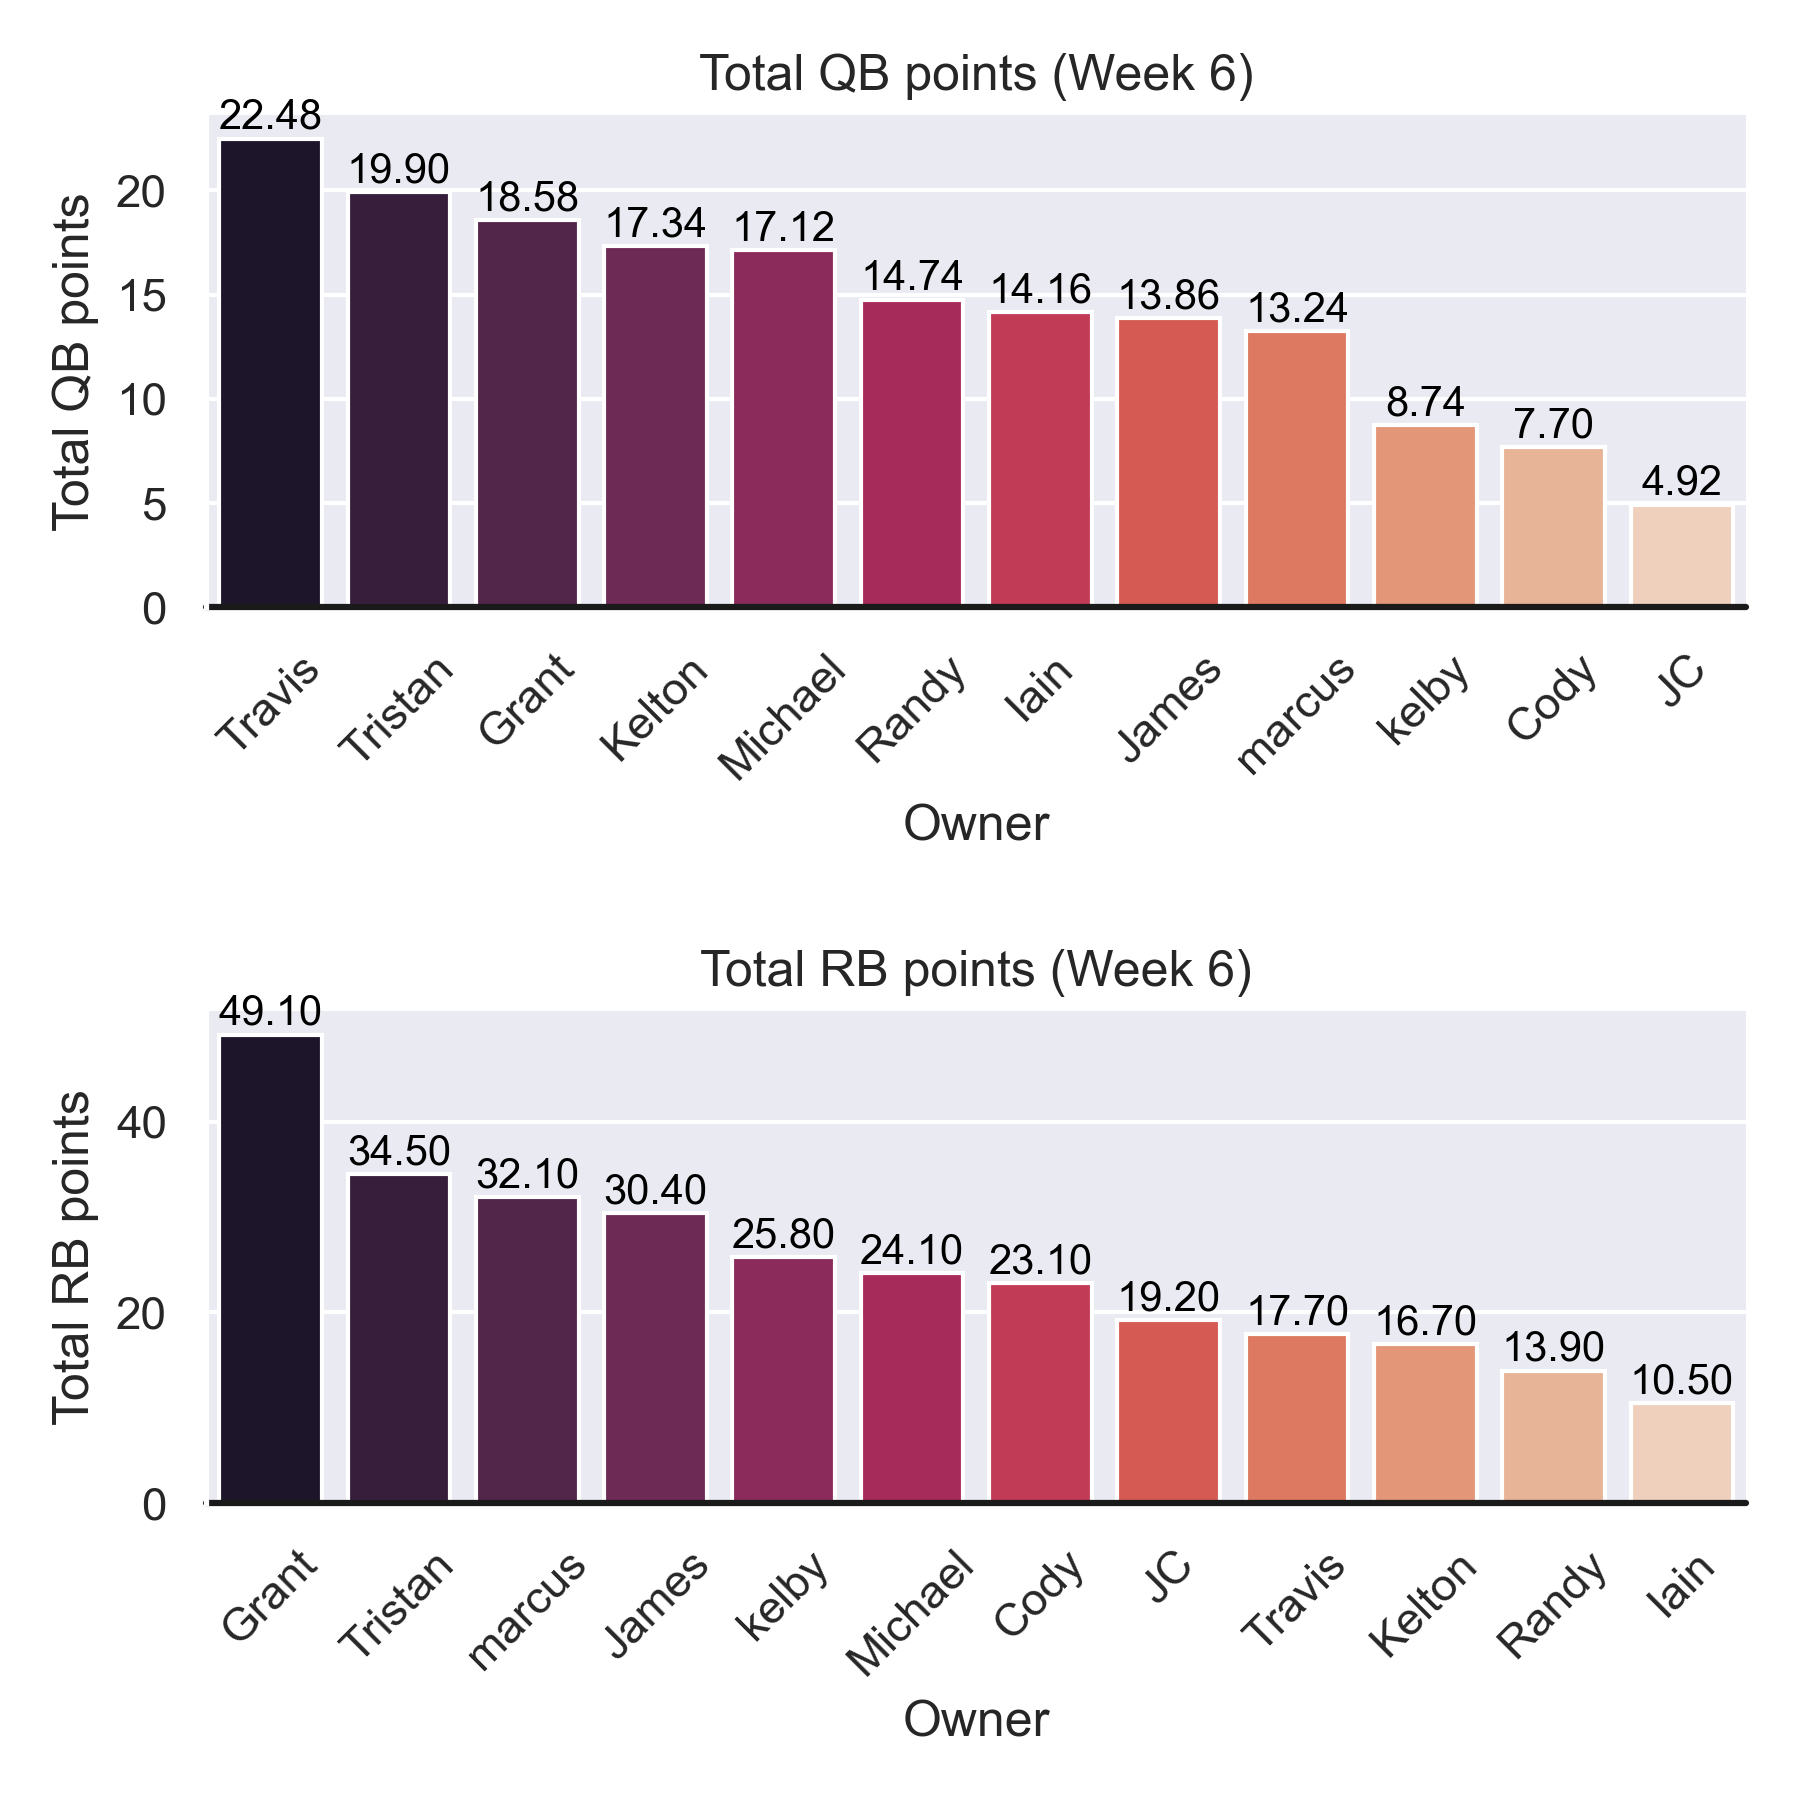 Total QB points (Week 6)
22.48
19.90
18.58
17.34
17.12
14.74
14.16
13.86
13.24
8.74
7.70
4.92
Total QB points
20
15
10
5
0
Travis
Tristan
Grant
Kelton
Michael
Randy
Iain
James
marcus
kelby
Cody
JC
Owner
Total RB points (Week 6)
49.10
34.50
32.10
30.40
25.80
24.10
23.10
19.20
17.70
16.70
13.90
10.50
Total RB points
40
20
0
Grant
Tristan
marcus
James
kelby
Michael
Cody
JC
Travis
Kelton
Randy
Iain
Owner